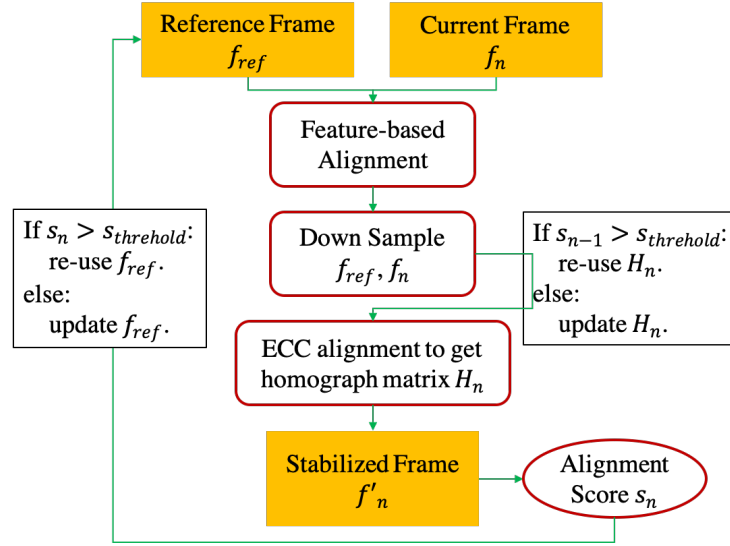 Reference Frame
f_ref
Current Frame
f_n
Feature-based
Alignment
If s_n > s_threhold:
re-use f_ref.
else:
update f_ref.
Down Sample
f_ref, f_n
If s_{n-1} > s_threhold:
re-use H_n.
else:
update H_n.
ECC alignment to get
homograph matrix H_n
Stabilized Frame
f'_n
Alignment
Score s_n